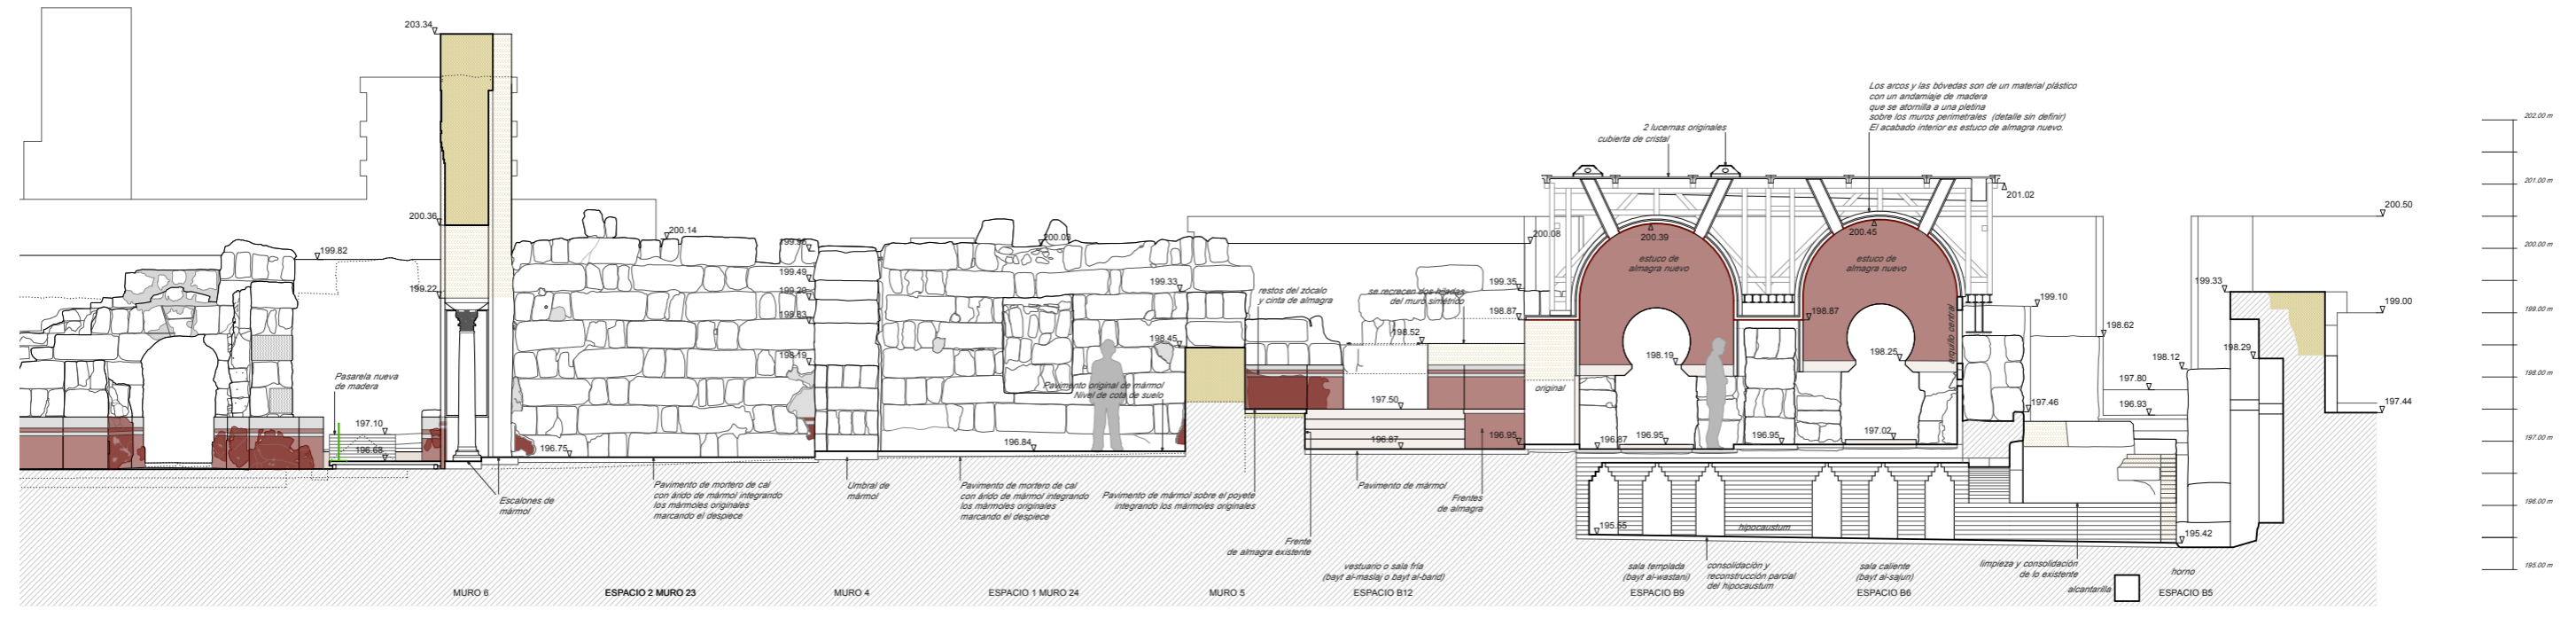 203.34
Los arcos y las bóvedas son de un material plástico
con un andamiaje de madera
que se atornilla a una pletina
sobre los muros perimetrales (detalle sin definir)
El acabado interior es estuco de almagra nuevo.
2 lucernas originales
cubierta de cristal
202.00 m
201.00 m
201.02
200.36
200.50
200.14
200.03
200.08
200.39
200.45
200.00 m
199.82
199.49
199.20
199.33
199.35
estuco de
almagra nuevo
estuco de
almagra nuevo
199.33
199.22
restos del zócalo
y cinta de almagra
se recrecen dos hiladas
del muro simétrico
199.10
199.00
199.00 m
198.83
198.87
198.87
198.62
198.45
198.52
arquillo central
198.19
198.19
198.25
198.12
198.29
198.00 m
Pasarela nueva
de madera
Pavimento original de mármol
Nivel de cota de suelo
original
197.80
197.50
197.46
196.93
197.44
197.10
196.68
196.75
196.84
196.87
196.95
196.87
196.95
196.95
197.02
197.00 m
Escalones de
mármol
Pavimento de mortero de cal
con árido de mármol integrando
los mármoles originales
marcando el despiece
Umbral de
mármol
Pavimento de mortero de cal
con árido de mármol integrando
los mármoles originales
marcando el despiece
Pavimento de mármol sobre el poyete
integrando los mármoles originales
Pavimento de mármol
Frentes
de almagra
196.00 m
195.55
hipocaustum
195.42
Frente
de almagra existente
vestuario o sala fría
(bayt al-maslaj o bayt al-barid)
sala templada
(bayt al-wastani)
consolidación y
reconstrucción parcial
del hipocaustum
sala caliente
(bayt al-sajun)
limpieza y consolidación
de lo existente
horno
195.00 m
alcantarilla
MURO 6
ESPACIO 2 MURO 23
MURO 4
ESPACIO 1 MURO 24
MURO 5
ESPACIO B12
ESPACIO B9
ESPACIO B6
ESPACIO B5